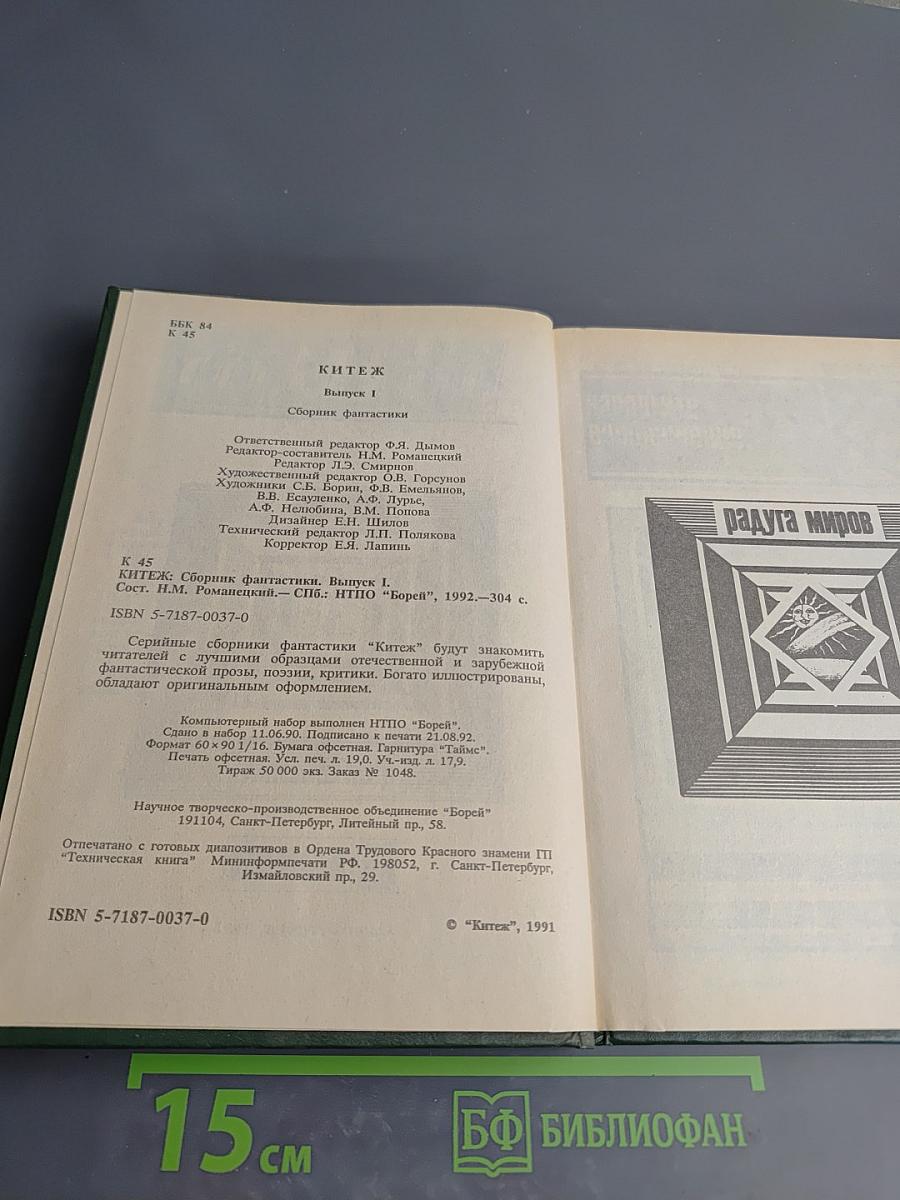 ББК 84
К 45
КИТЕЖ
Выпуск I
Сборник фантастики
Ответственный редактор Ф.Я. Дымов
Редактор-составитель Н.М. Романецкий
Редактор Л.Э. Смирнов
Художественный редактор О.В. Горсунов
Художники С.Б. Борин, Ф.В. Емельянов,
В.В. Есауленко, А.Ф. Лурье,
А.Ф. Нелюбина, В.М. Попова
Дизайнер Е.Н. Шилов
Технический редактор Л.П. Полякова
Корректор Е.Я. Лапинь
К 45
КИТЕЖ: Сборник фантастики. Выпуск I.
Сост. Н.М. Романецкий.— СПб.: НТПО "Борей", 1992.—304 с.
ISBN 5-7187-0037-0
Серийные сборники фантастики "Китеж" будут знакомить
читателей с лучшими образцами отечественной и зарубежной
фантастической прозы, поэзии, критики. Богато иллюстрированы,
обладают оригинальным оформлением.
Компьютерный набор выполнен НТПО "Борей".
Сдано в набор 11.06.90. Подписано к печати 21.08.92.
Формат 60×90 1/16. Бумага офсетная. Гарнитура "Таймс".
Печать офсетная. Усл. печ. л. 19,0. Уч.-изд. л. 17,9.
Тираж 50 000 экз. Заказ № 1048.
Научное творческо-производственное объединение "Борей"
191104, Санкт-Петербург, Литейный пр., 58.
Отпечатано с готовых диапозитивов в Ордена Трудового Красного знамени ГП
"Техническая книга" Мининформпечати РФ. 198052, г. Санкт-Петербург,
Измайловский пр., 29.
ISBN 5-7187-0037-0
© "Китеж", 1991
радуга миров
15 см
БФ БИБЛИОФАН